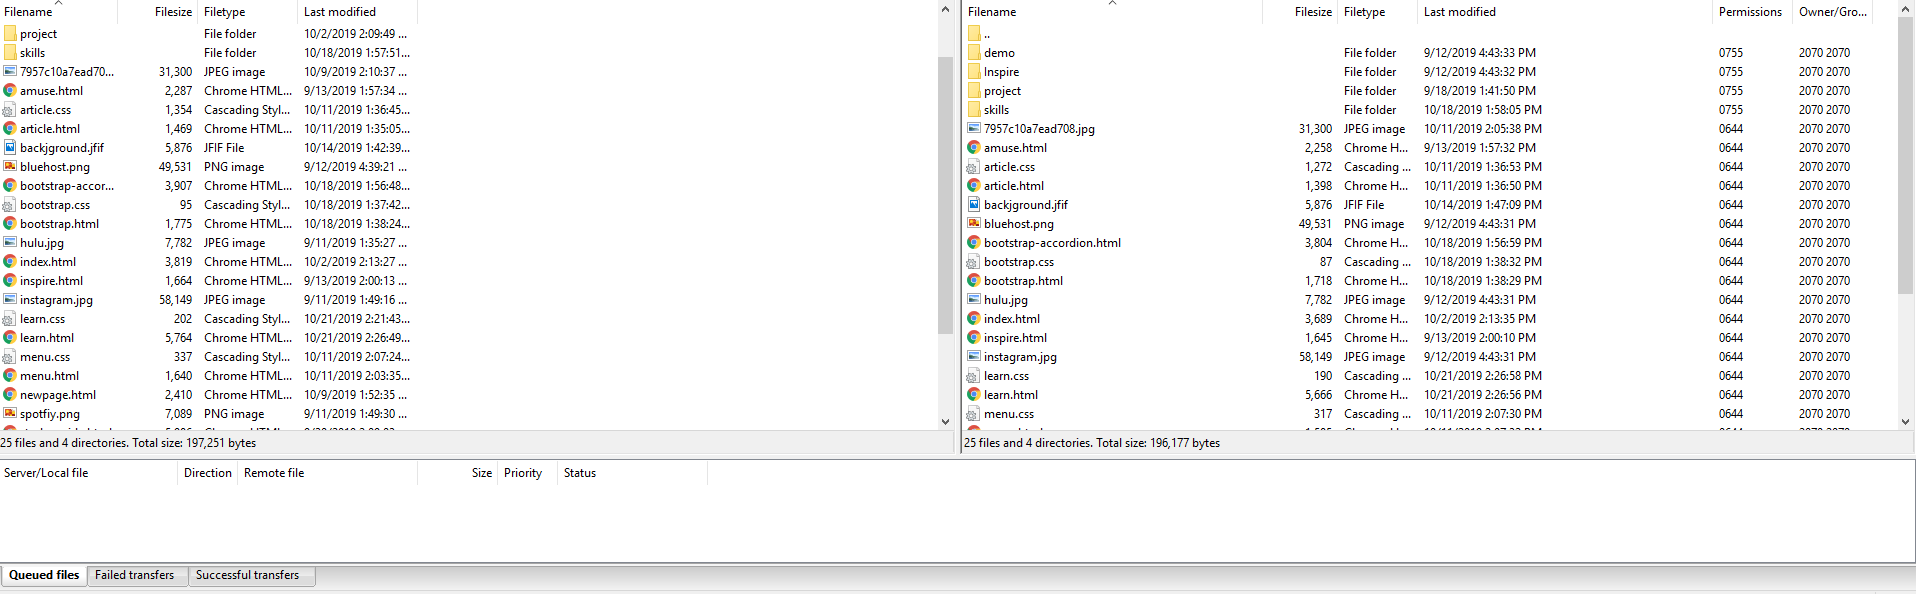 Filename Filesize Filetype Last modified
project File folder 10/2/2019 2:09:49 ...
skills File folder 10/18/2019 1:57:51...
7957c10a7ead70... 31,300 JPEG image 10/9/2019 2:10:37 ...
amuse.html 2,287 Chrome HTML... 9/13/2019 1:57:34 ...
article.css 1,354 Cascading Styl... 10/11/2019 1:36:45...
article.html 1,469 Chrome HTML... 10/11/2019 1:35:05...
backjground.jfif 5,876 JFIF File 10/14/2019 1:42:39...
bluehost.png 49,531 PNG image 9/12/2019 4:39:21 ...
bootstrap-accor... 3,907 Chrome HTML... 10/18/2019 1:56:48...
bootstrap.css 95 Cascading Styl... 10/18/2019 1:37:42...
bootstrap.html 1,775 Chrome HTML... 10/18/2019 1:38:24...
hulu.jpg 7,782 JPEG image 9/11/2019 1:35:27 ...
index.html 3,819 Chrome HTML... 10/2/2019 2:13:27 ...
inspire.html 1,664 Chrome HTML... 9/13/2019 2:00:13 ...
instagram.jpg 58,149 JPEG image 9/11/2019 1:49:16 ...
learn.css 202 Cascading Styl... 10/21/2019 2:21:43...
learn.html 5,764 Chrome HTML... 10/21/2019 2:26:49...
menu.css 337 Cascading Styl... 10/11/2019 2:07:24...
menu.html 1,640 Chrome HTML... 10/11/2019 2:03:35...
newpage.html 2,410 Chrome HTML... 10/9/2019 1:52:35 ...
spotfiy.png 7,089 PNG image 9/11/2019 1:49:30 ...
25 files and 4 directories. Total size: 197,251 bytes
Filename Filesize Filetype Last modified Permissions Owner/Gro...
..
demo File folder 9/12/2019 4:43:33 PM 0755 2070 2070
Inspire File folder 9/12/2019 4:43:32 PM 0755 2070 2070
project File folder 9/18/2019 1:41:50 PM 0755 2070 2070
skills File folder 10/18/2019 1:58:05 PM 0755 2070 2070
7957c10a7ead708.jpg 31,300 JPEG image 10/11/2019 2:05:38 PM 0644 2070 2070
amuse.html 2,258 Chrome H... 9/13/2019 1:57:32 PM 0644 2070 2070
article.css 1,272 Cascading ... 10/11/2019 1:36:53 PM 0644 2070 2070
article.html 1,398 Chrome H... 10/11/2019 1:36:50 PM 0644 2070 2070
backjground.jfif 5,876 JFIF File 10/14/2019 1:47:09 PM 0644 2070 2070
bluehost.png 49,531 PNG image 9/12/2019 4:43:31 PM 0644 2070 2070
bootstrap-accordion.html 3,804 Chrome H... 10/18/2019 1:56:59 PM 0644 2070 2070
bootstrap.css 87 Cascading ... 10/18/2019 1:38:32 PM 0644 2070 2070
bootstrap.html 1,718 Chrome H... 10/18/2019 1:38:29 PM 0644 2070 2070
hulu.jpg 7,782 JPEG image 9/12/2019 4:43:31 PM 0644 2070 2070
index.html 3,689 Chrome H... 10/2/2019 2:13:35 PM 0644 2070 2070
inspire.html 1,645 Chrome H... 9/13/2019 2:00:10 PM 0644 2070 2070
instagram.jpg 58,149 JPEG image 9/12/2019 4:43:31 PM 0644 2070 2070
learn.css 190 Cascading ... 10/21/2019 2:26:58 PM 0644 2070 2070
learn.html 5,666 Chrome H... 10/21/2019 2:26:56 PM 0644 2070 2070
menu.css 317 Cascading ... 10/11/2019 2:07:30 PM 0644 2070 2070
25 files and 4 directories. Total size: 196,177 bytes
Server/Local file Direction Remote file Size Priority Status
Queued files Failed transfers Successful transfers